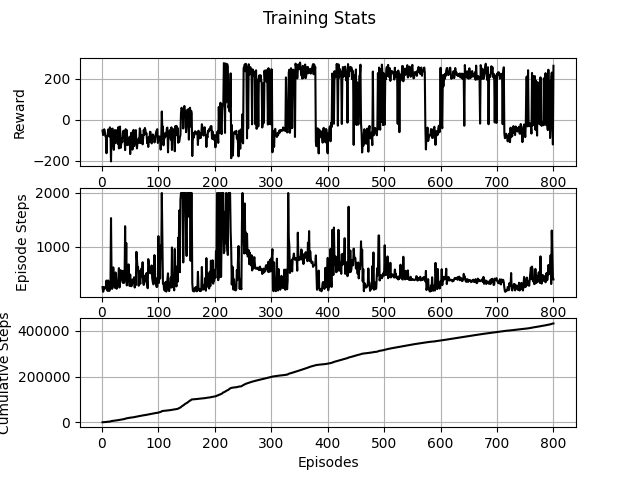 Training Stats
200
0
−200
Reward
0 100 200 300 400 500 600 700 800
2000
1000
Episode Steps
0 100 200 300 400 500 600 700 800
400000
200000
0
Cumulative Steps
0 100 200 300 400 500 600 700 800
Episodes